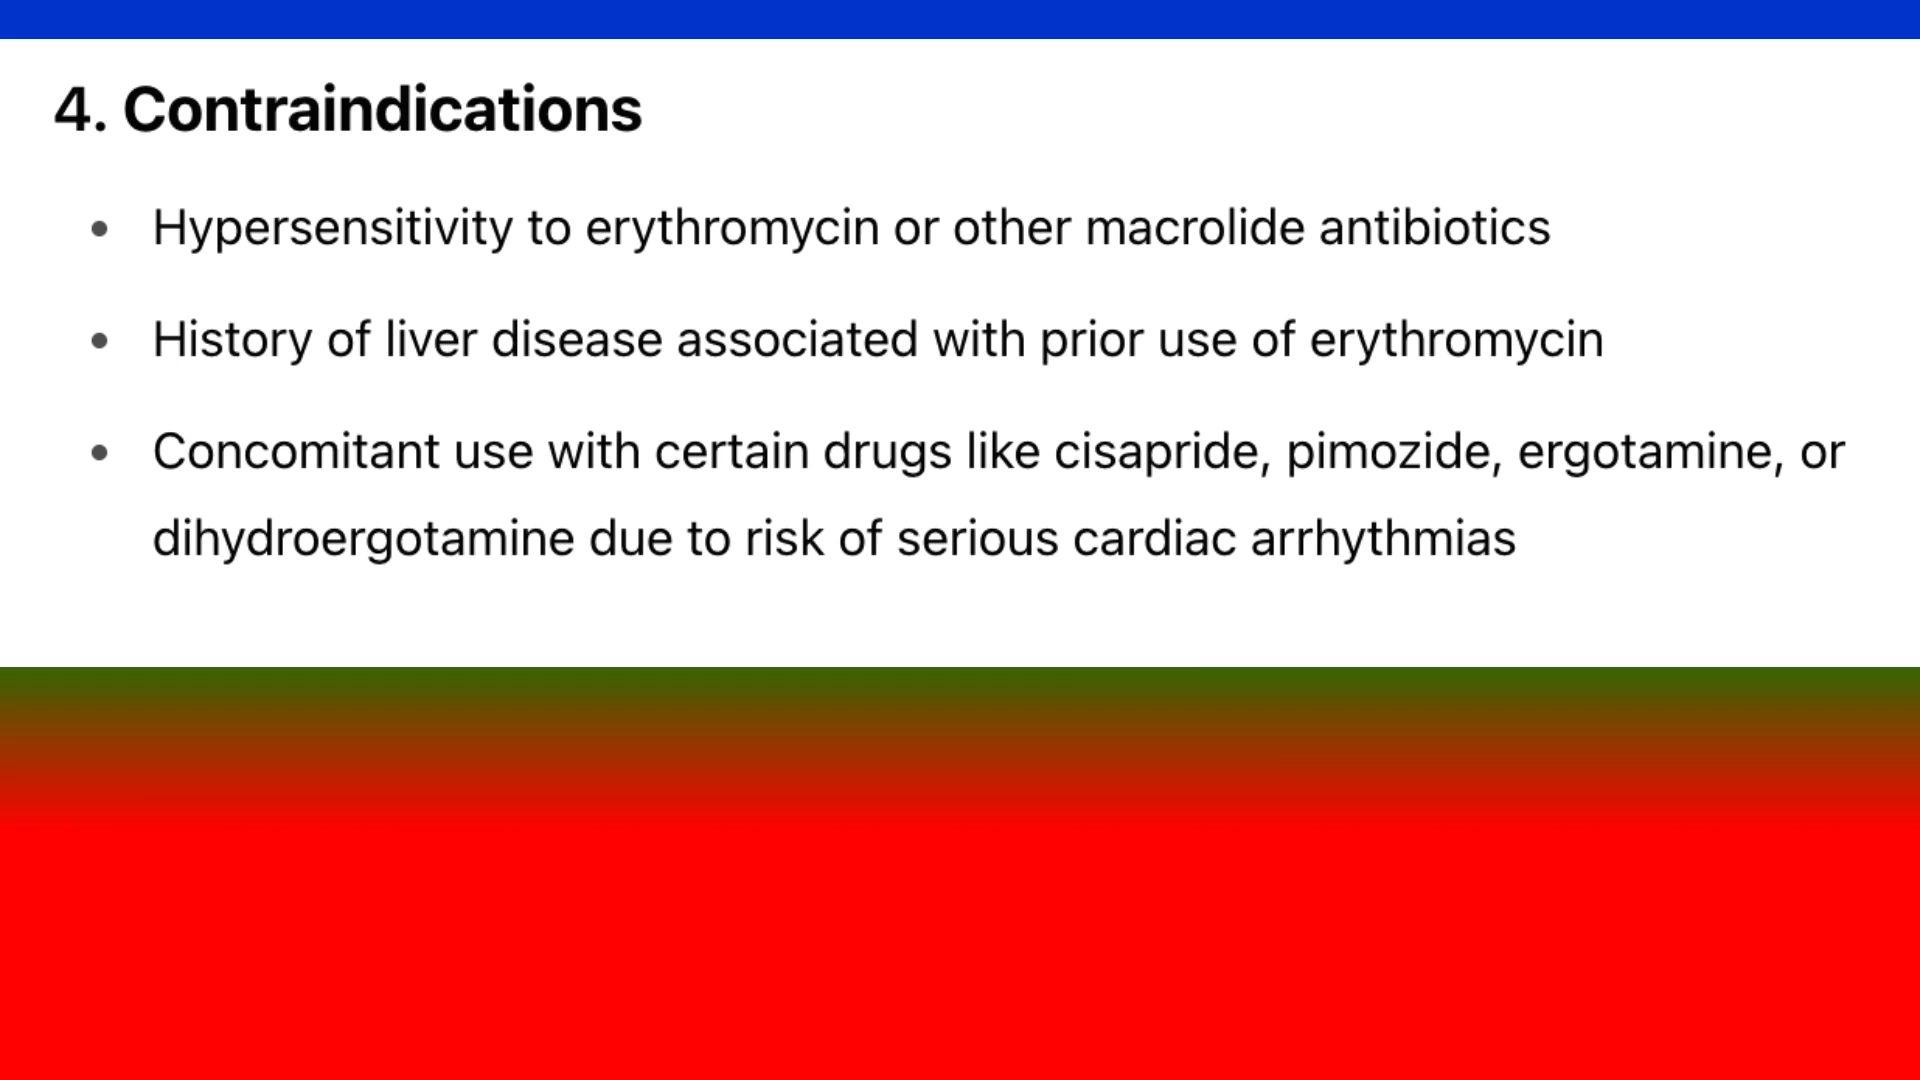 4. Contraindications
• Hypersensitivity to erythromycin or other macrolide antibiotics
• History of liver disease associated with prior use of erythromycin
• Concomitant use with certain drugs like cisapride, pimozide, ergotamine, or
dihydroergotamine due to risk of serious cardiac arrhythmias